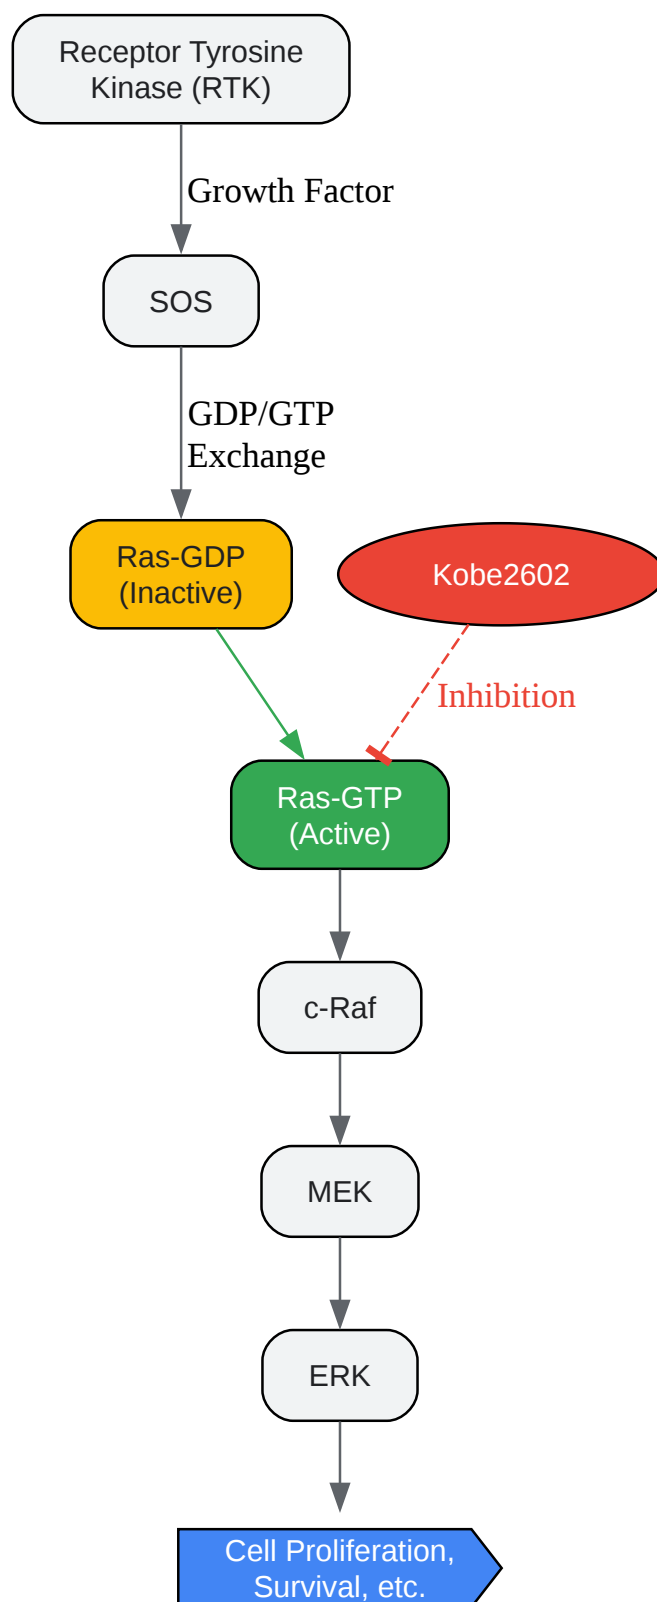 Receptor Tyrosine
Kinase (RTK)
Growth Factor
SOS
GDP/GTP
Exchange
Ras-GDP
(Inactive)
Kobe2602
Inhibition
Ras-GTP
(Active)
c-Raf
MEK
ERK
Cell Proliferation,
Survival, etc.